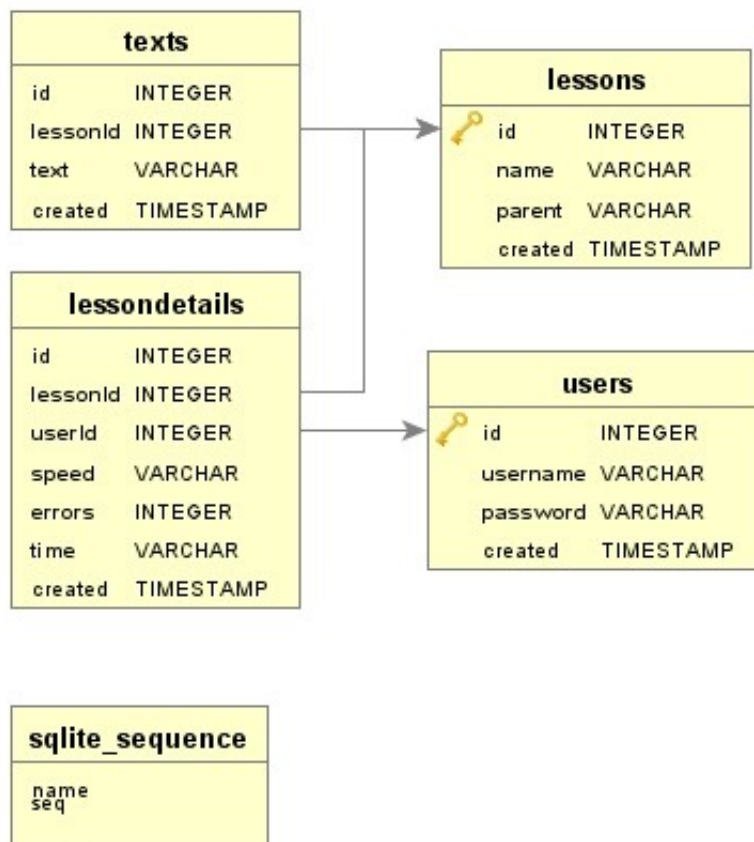 texts
id INTEGER
lessonId INTEGER
text VARCHAR
created TIMESTAMP
lessons
id INTEGER
name VARCHAR
parent VARCHAR
created TIMESTAMP
lessondetails
id INTEGER
lessonId INTEGER
userId INTEGER
speed VARCHAR
errors INTEGER
time VARCHAR
created TIMESTAMP
users
id INTEGER
username VARCHAR
password VARCHAR
created TIMESTAMP
sqlite_sequence
name
seq